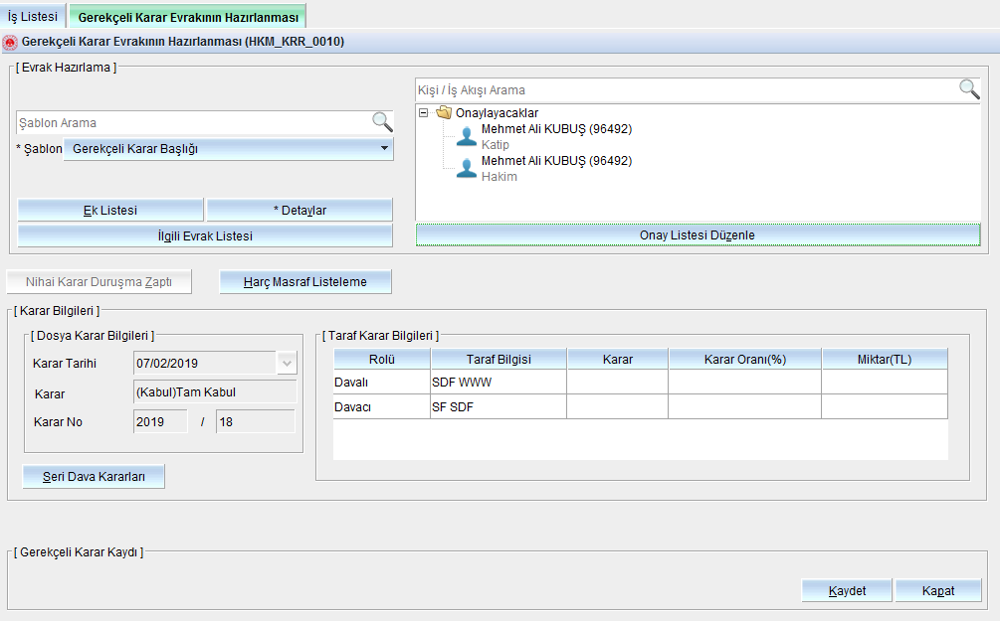 İş Listesi
Gerekçeli Karar Evrakının Hazırlanması
Gerekçeli Karar Evrakının Hazırlanması (HKM_KRR_0010)
[ Evrak Hazırlama ]
Şablon Arama
* Şablon Gerekçeli Karar Başlığı
Ek Listesi
* Detaylar
İlgili Evrak Listesi
Kişi / İş Akışı Arama
Onaylayacaklar
Mehmet Ali KUBUŞ (96492)
Katip
Mehmet Ali KUBUŞ (96492)
Hakim
Onay Listesi Düzenle
Nihai Karar Duruşma Zaptı
Harç Masraf Listeleme
[ Karar Bilgileri ]
[ Dosya Karar Bilgileri ]
Karar Tarihi 07/02/2019
Karar (Kabul)Tam Kabul
Karar No 2019 / 18
Seri Dava Kararları
[ Taraf Karar Bilgileri ]
Rolü Taraf Bilgisi Karar Karar Oranı(%) Miktar(TL)
Davalı SDF WWW
Davacı SF SDF
[ Gerekçeli Karar Kaydı ]
Kaydet
Kapat